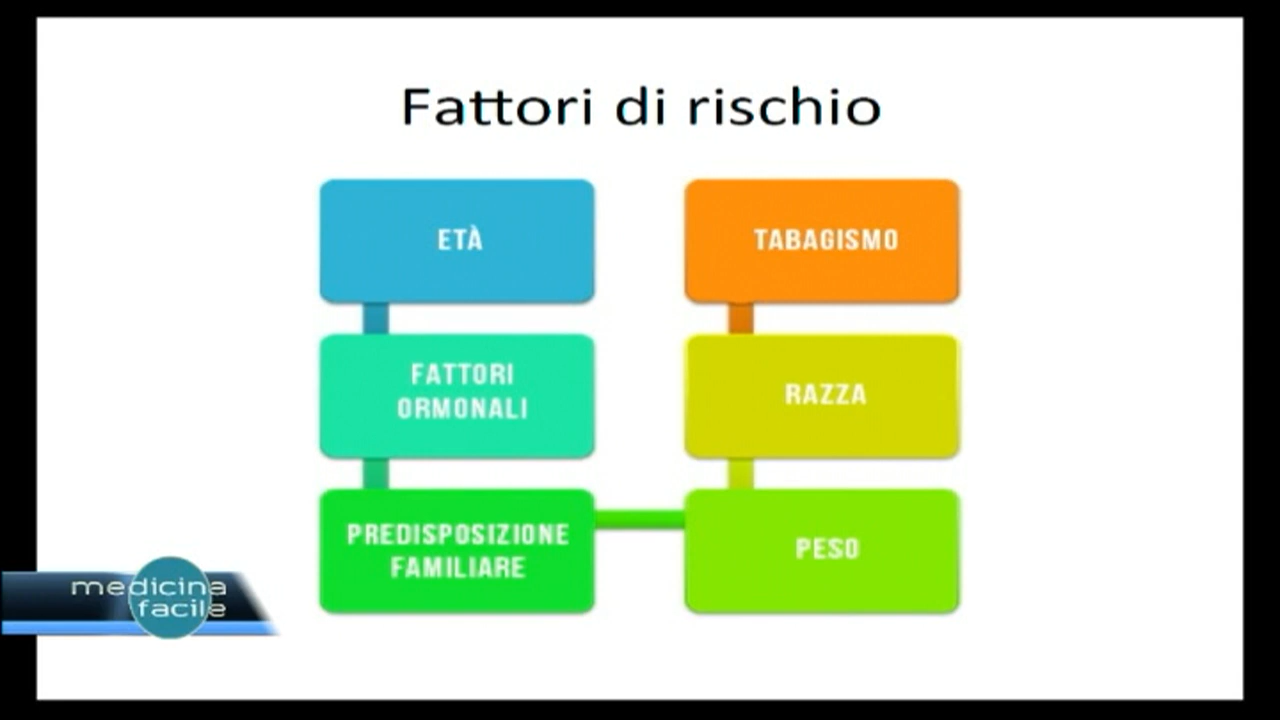 Fattori di rischio
ETÀ
FATTORI
ORMONALI
PREDISPOSIZIONE
FAMILIARE
TABAGISMO
RAZZA
PESO
medicina
facile